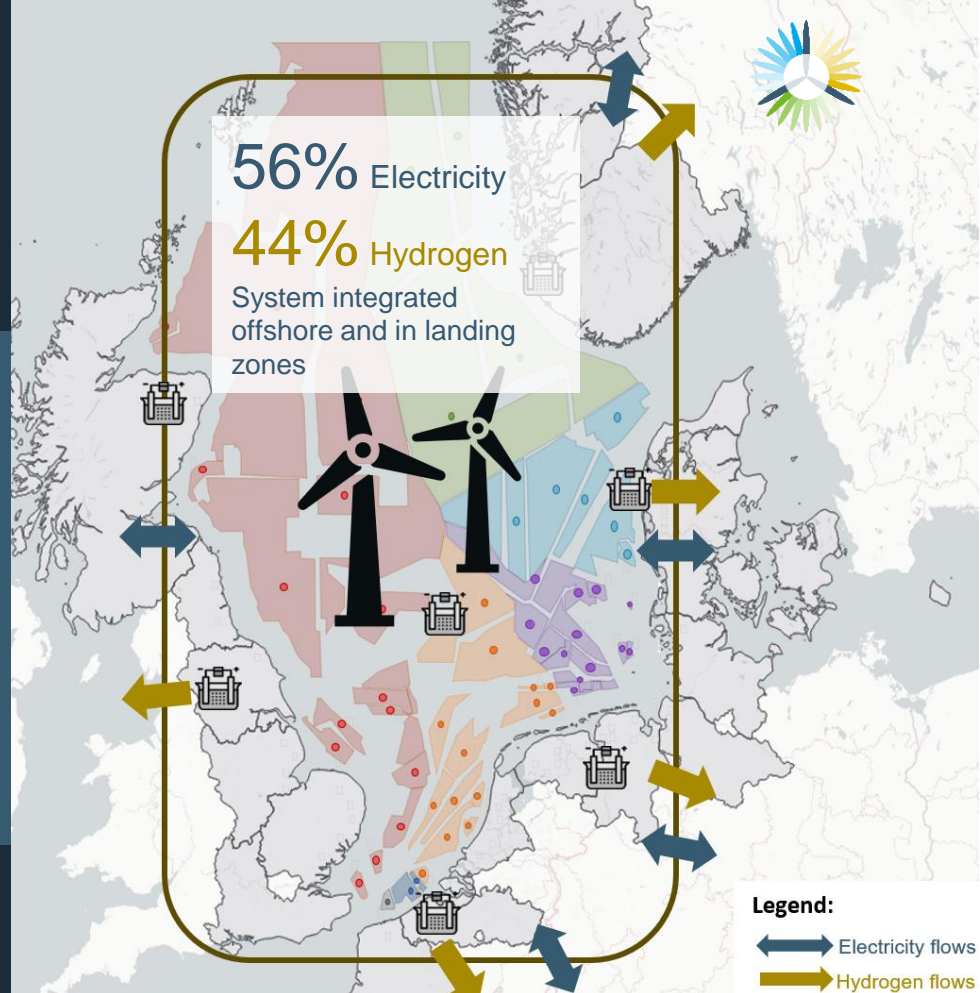 56% Electricity
44% Hydrogen
System integrated
offshore and in landing
zones
Legend:
Electricity flows
Hydrogen flows